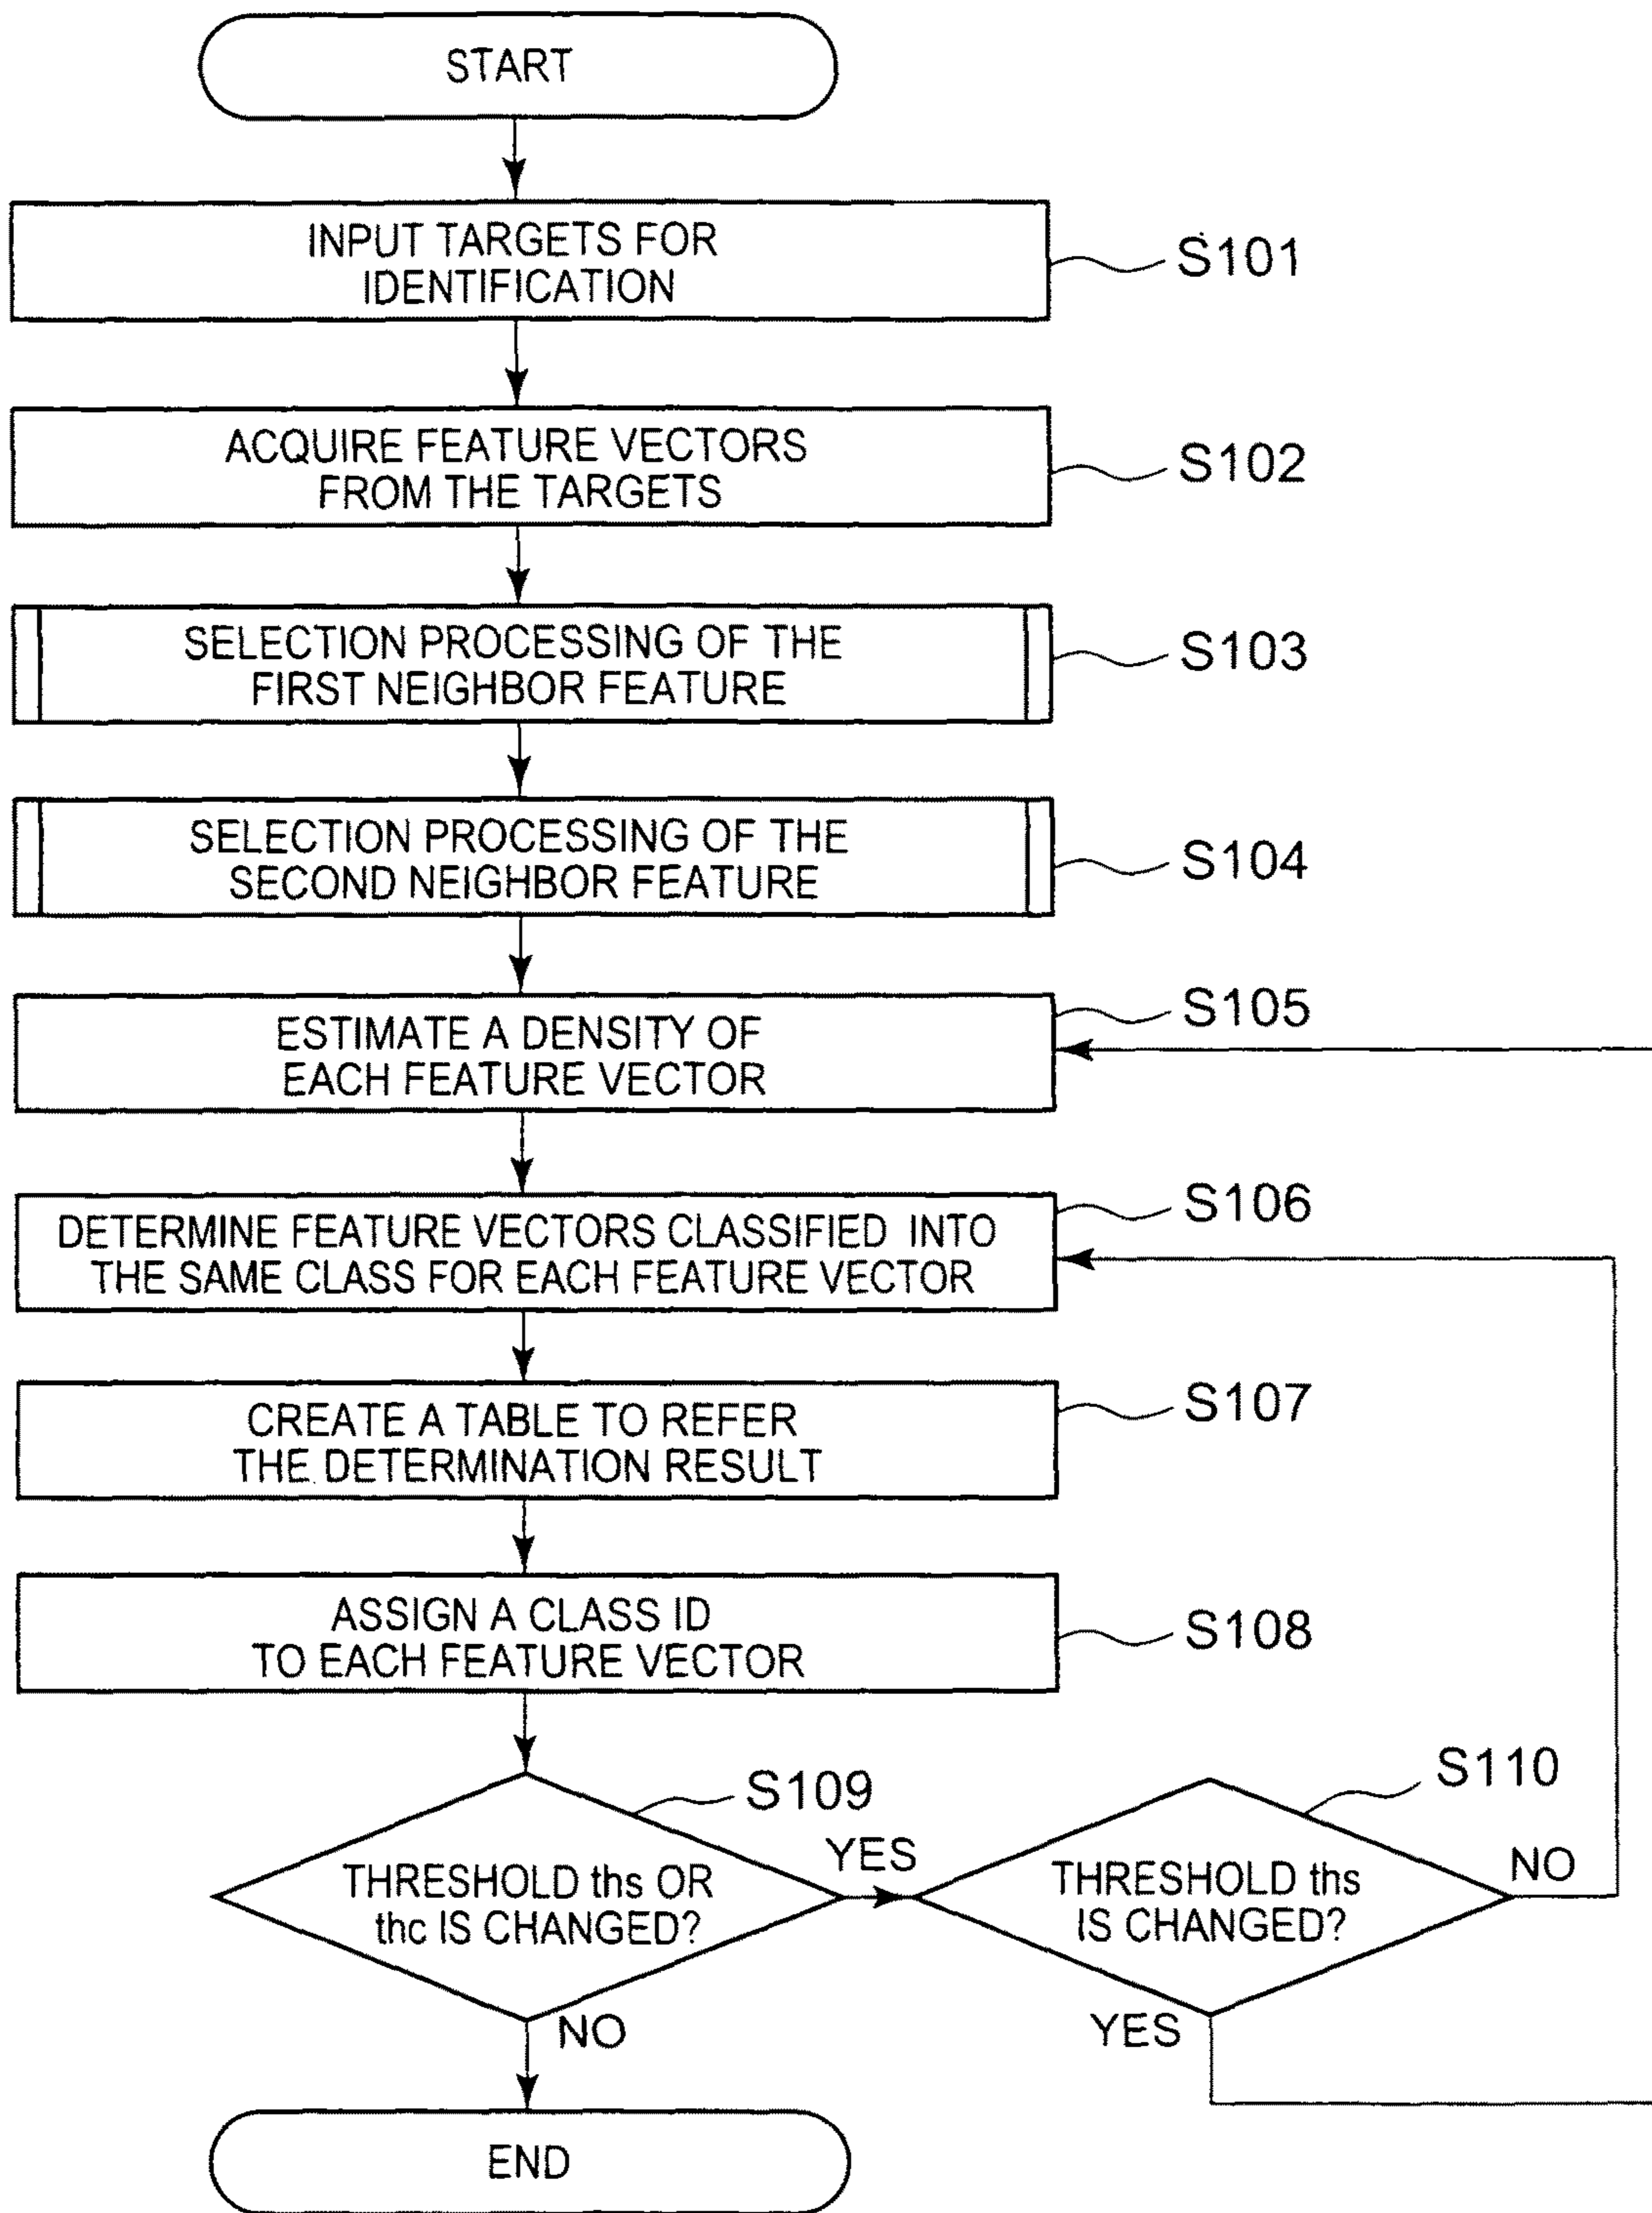 START
INPUT TARGETS FOR
IDENTIFICATION
S101
ACQUIRE FEATURE VECTORS
FROM THE TARGETS
S102
SELECTION PROCESSING OF THE
FIRST NEIGHBOR FEATURE
S103
SELECTION PROCESSING OF THE
SECOND NEIGHBOR FEATURE
S104
ESTIMATE A DENSITY OF
EACH FEATURE VECTOR
S105
DETERMINE FEATURE VECTORS CLASSIFIED INTO
THE SAME CLASS FOR EACH FEATURE VECTOR
S106
CREATE A TABLE TO REFER
THE DETERMINATION RESULT
S107
ASSIGN A CLASS ID
TO EACH FEATURE VECTOR
S108
THRESHOLD ths OR
thc IS CHANGED?
S109
YES
NO
THRESHOLD ths
IS CHANGED?
S110
NO
YES
END